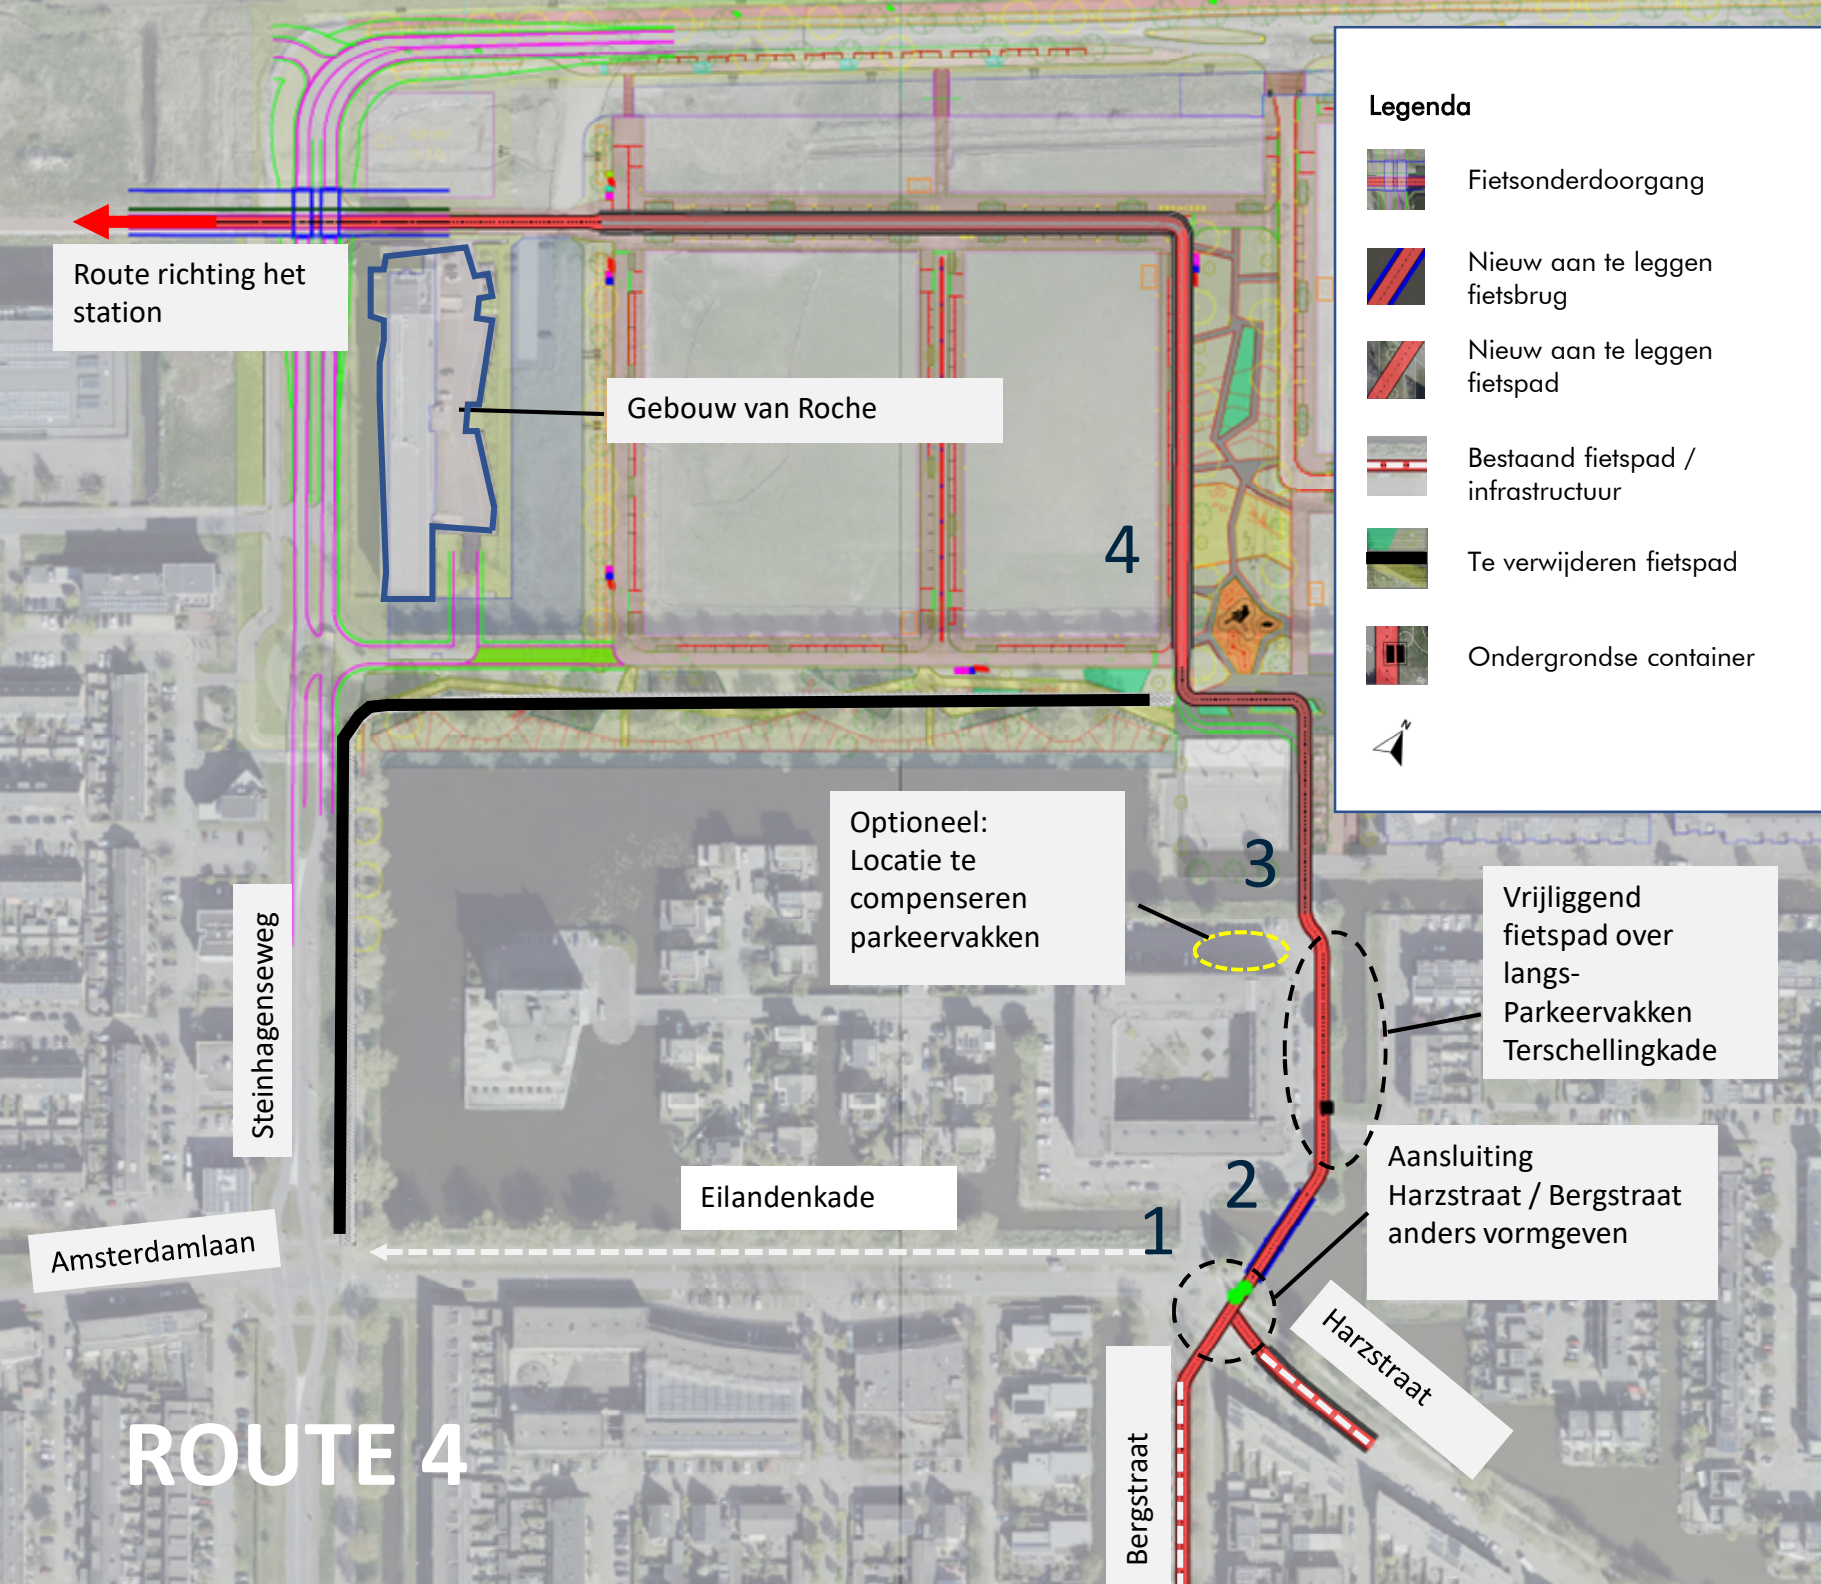 Legenda
Fietsonderdoorgang
Nieuw aan te leggen
fietsbrug
Nieuw aan te leggen
fietspad
Bestaand fietspad /
infrastructuur
Te verwijderen fietspad
Ondergrondse container
N
Route richting het
station
Gebouw van Roche
4
Optioneel:
Locatie te
compenseren
parkeervakken
3
Vrijliggend
fietspad over
langs-
Parkeervakken
Terschellingkade
Steinhagenseweg
Aansluiting
Harzstraat / Bergstraat
anders vormgeven
2
Eilandenkade
1
Amsterdamlaan
Harzstraat
ROUTE 4
Bergstraat